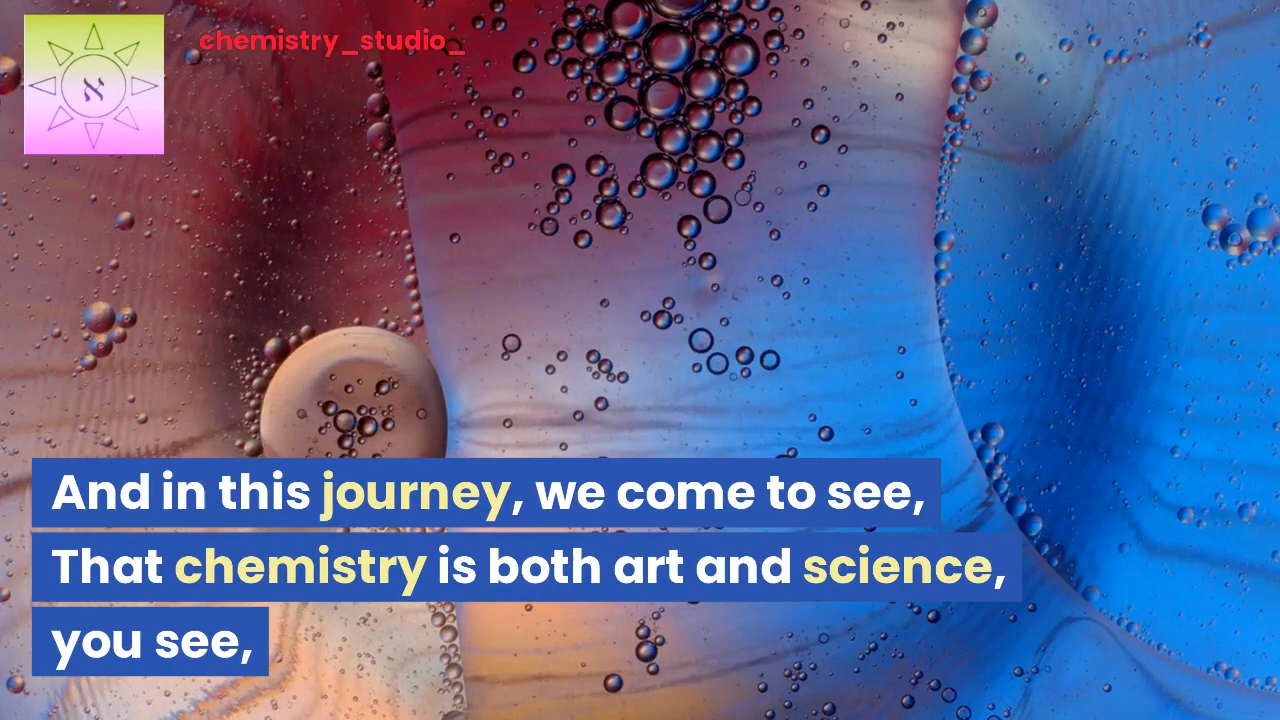 chemistry_studio_
א
And in this journey, we come to see,
That chemistry is both art and science,
you see,